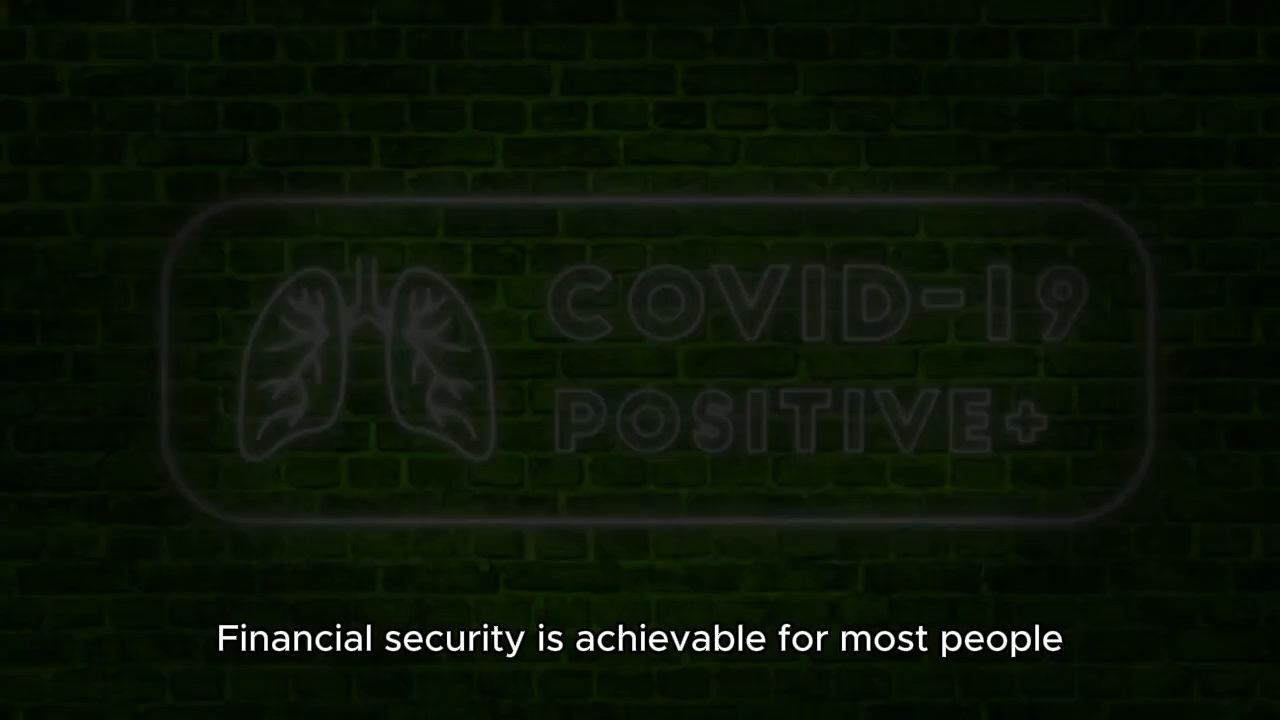 COVID-19
POSITIVE+
Financial security is achievable for most people